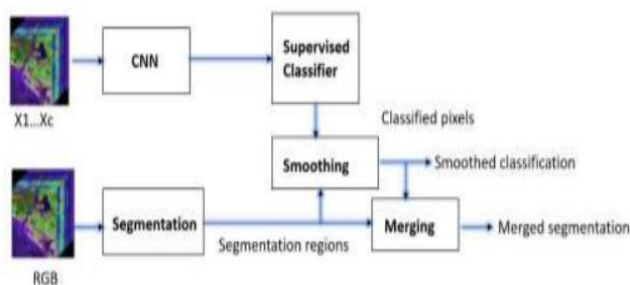 X1...Xc
CNN
Supervised
Classifier
Classified pixels
Smoothing
Smoothed classification
RGB
Segmentation
Segmentation regions
Merging
Merged segmentation